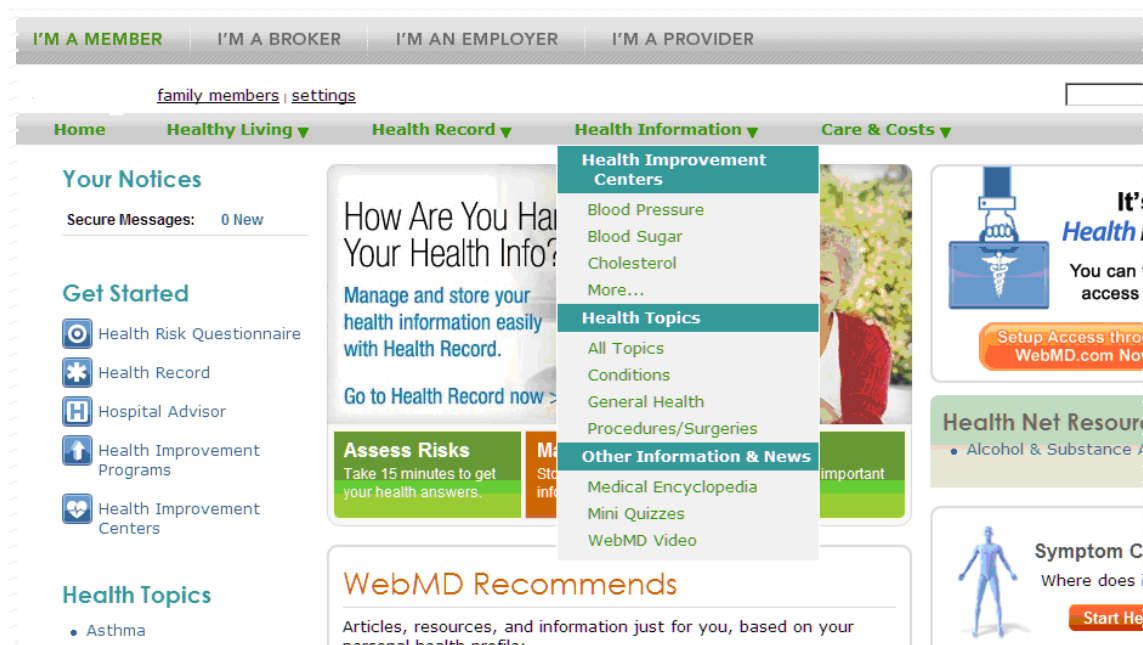 I'M A MEMBER I'M A BROKER I'M AN EMPLOYER I'M A PROVIDER
family members | settings
Home Healthy Living ▼ Health Record ▼ Health Information ▼ Care & Costs ▼
Your Notices
Secure Messages: 0 New
Get Started
Health Risk Questionnaire
Health Record
Hospital Advisor
Health Improvement
Programs
Health Improvement
Centers
Health Topics
• Asthma
How Are You
Your Health Info?
Manage and store your
health information easily
with Health Record.
Go to Health Record now >
Assess Risks
Take 15 minutes to get
your health answers.
important
Health Improvement
Centers
Blood Pressure
Blood Sugar
Cholesterol
More...
Health Topics
All Topics
Conditions
General Health
Procedures/Surgeries
Other Information & News
Medical Encyclopedia
Mini Quizzes
WebMD Video
WebMD Recommends
Articles, resources, and information just for you, based on your
personal health profile:
It's
Health
You can
access
Setup Access
WebMD.com
Health Net
• Alcohol & Substance
Symptom
Where does
Start